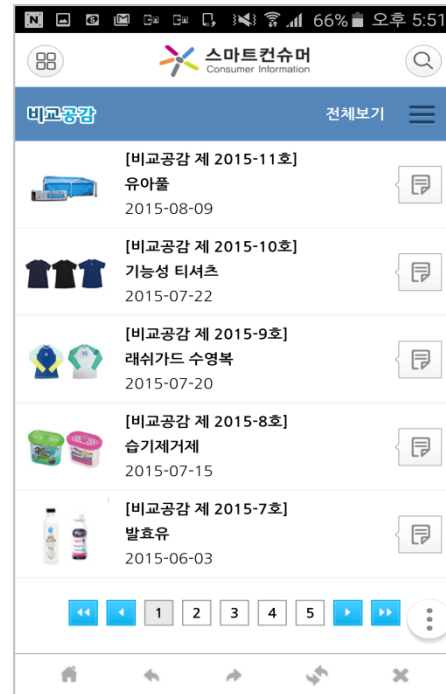 66% 오후 5:51
스마트컨슈머
Consumer Information
비교공감 전체보기
[비교공감 제 2015-11호]
유아풀
2015-08-09
[비교공감 제 2015-10호]
기능성 티셔츠
2015-07-22
[비교공감 제 2015-9호]
래쉬가드 수영복
2015-07-20
[비교공감 제 2015-8호]
습기제거제
2015-07-15
[비교공감 제 2015-7호]
발효유
2015-06-03
1 2 3 4 5